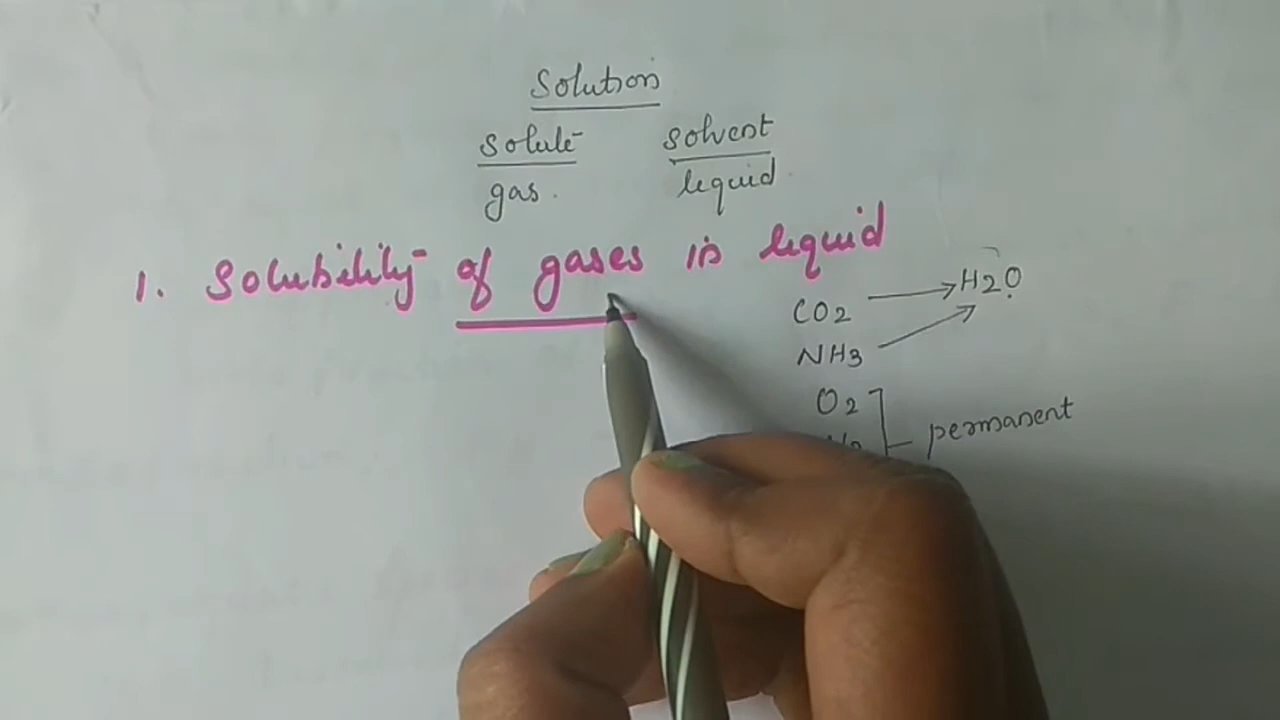 Solution
Solute solvent
gas. liquid
1. Solubility of gases in liquid
CO2 H2O
NH3
O2
permanent